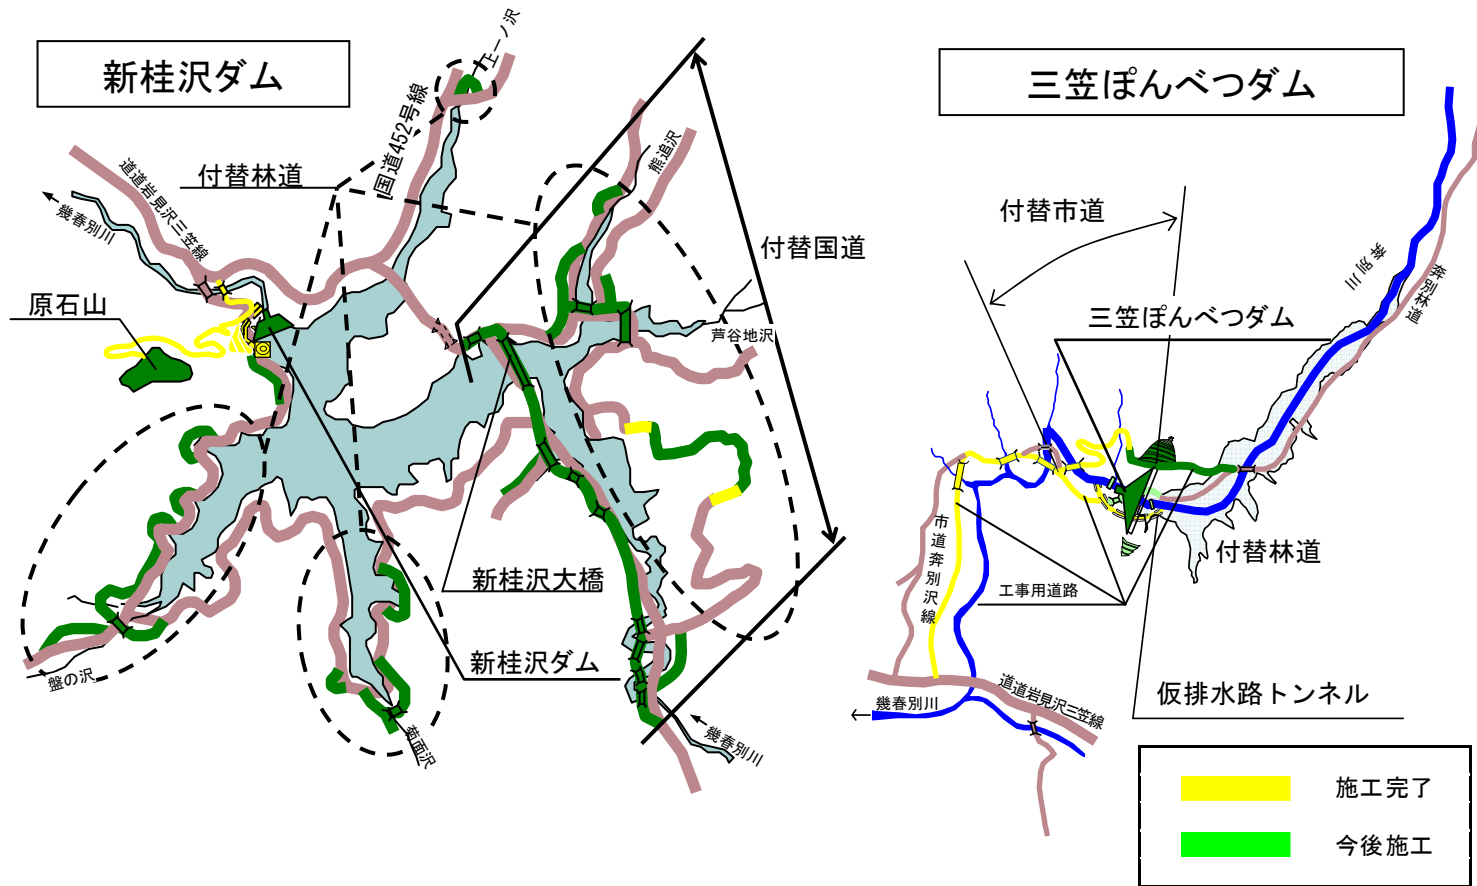 新桂沢ダム
上一ノ沢
国道452号線
付替林道
道道岩見沢三笠線
幾春別川
熊追沢
付替国道
原石山
芦谷地沢
新桂沢大橋
新桂沢ダム
盤の沢
菊面沢
幾春別川
三笠ぽんべつダム
付替市道
奔別川
奔別林道
三笠ぽんべつダム
付替林道
市道奔別沢線
工事用道路
道道岩見沢三笠線
幾春別川
仮排水路トンネル
施工完了
今後施工